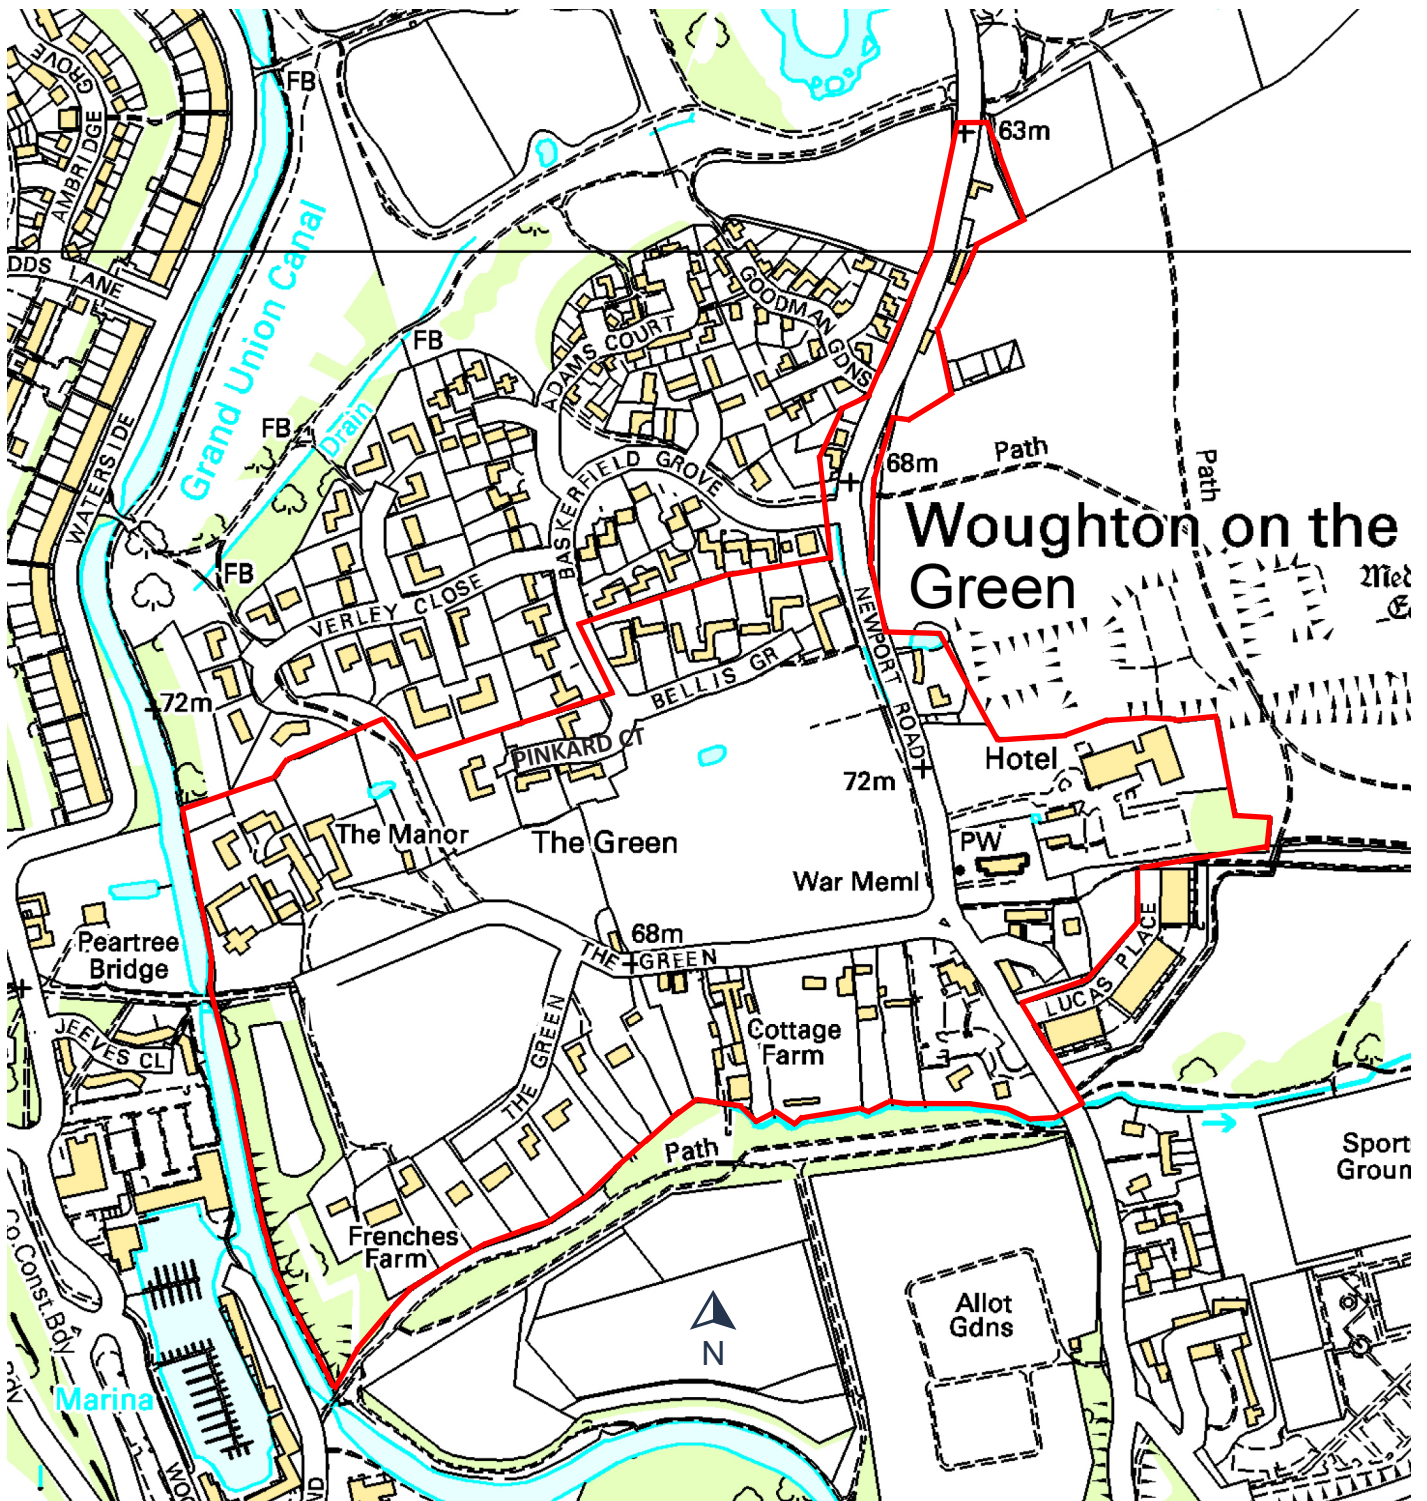 GROVE
AMBRIDGE
FB
63m
DDS LANE
Grand Union Canal
GOODMAN GDNS
ADAMS COURT
FB
FB
Drain
WATERSIDE
BASKERFIELD GROVE
68m
Path
Path
Woughton on the
Green
FB
VERLEY CLOSE
NEWPORT ROAD
BELLIS GR
72m
PINKARD CT
Hotel
72m
The Manor
The Green
PW
War Meml
Peartree
Bridge
68m
THE GREEN
LUCAS PLACE
JEEVES CL
THE GREEN
Cottage
Farm
Path
Sport
Groun
Frenches
Farm
Co Const Bdy
Allot
Gdns
N
Marina